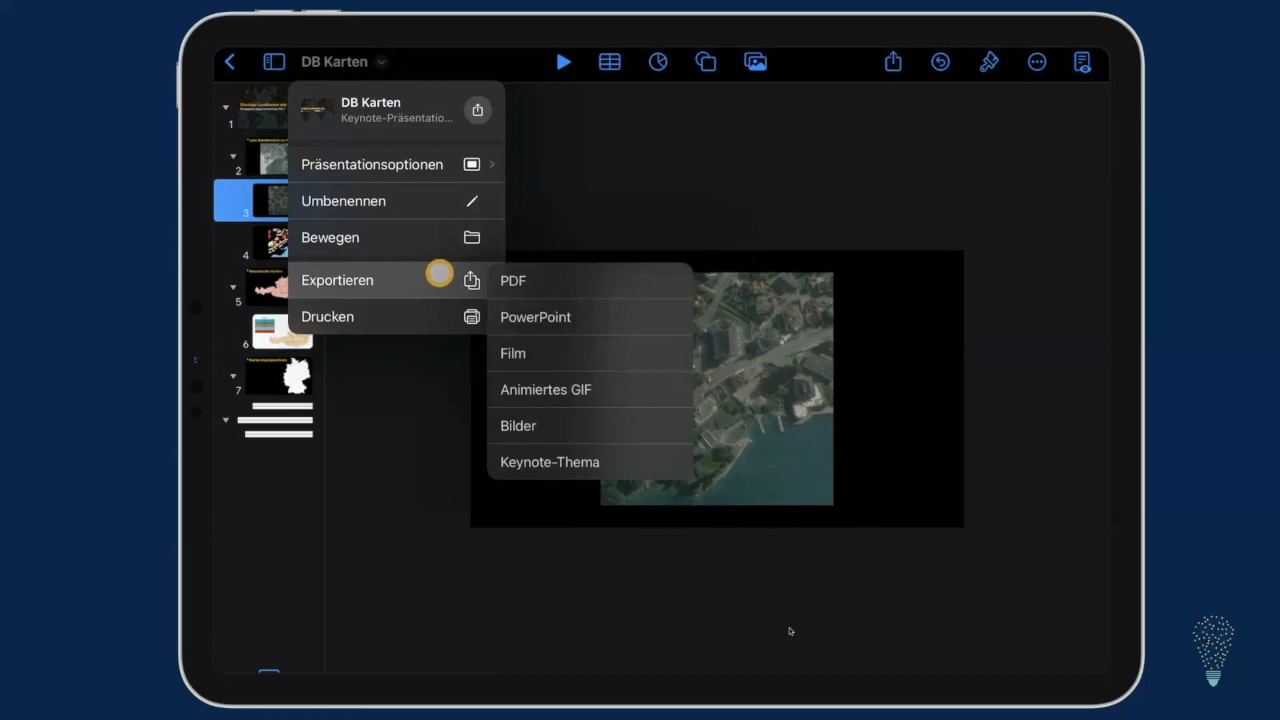 DB Karten
DB Karten
Keynote-Präsentatio...
Präsentationsoptionen
Umbenennen
Bewegen
Exportieren
Drucken
PDF
PowerPoint
Film
Animiertes GIF
Bilder
Keynote-Thema
1
2
3
4
5
6
7